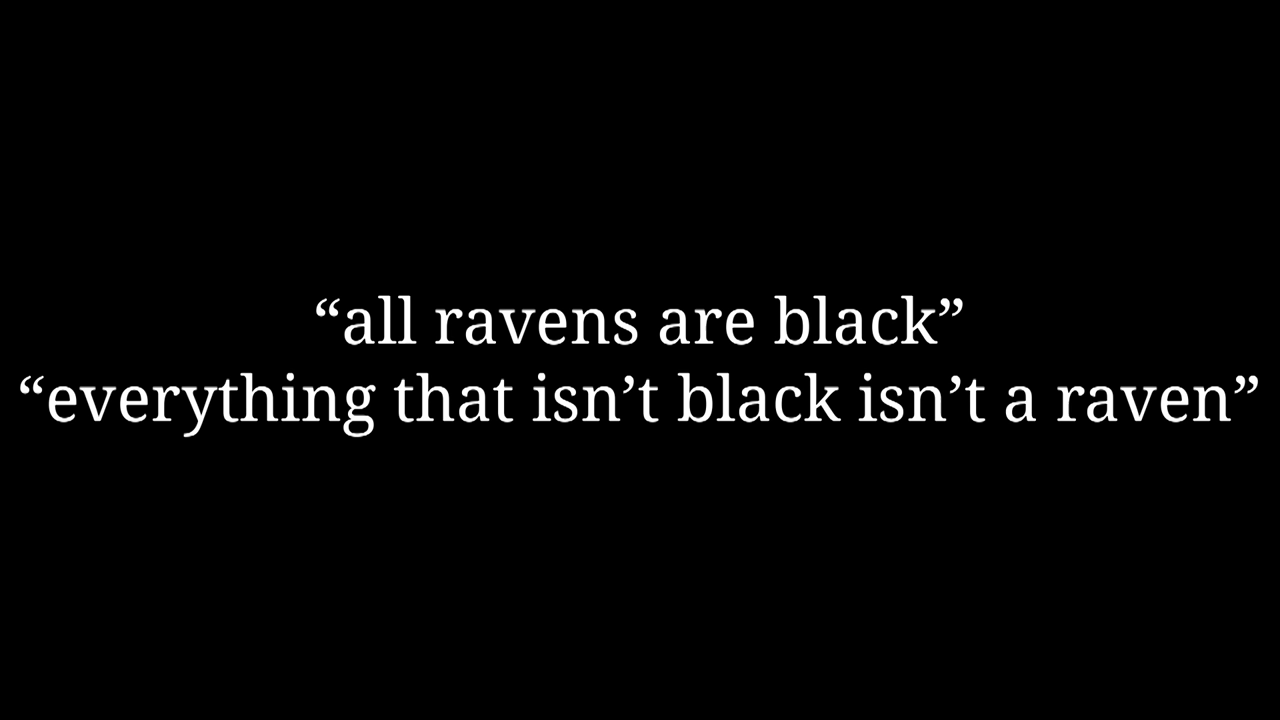 “all ravens are black”
“everything that isn’t black isn’t a raven”